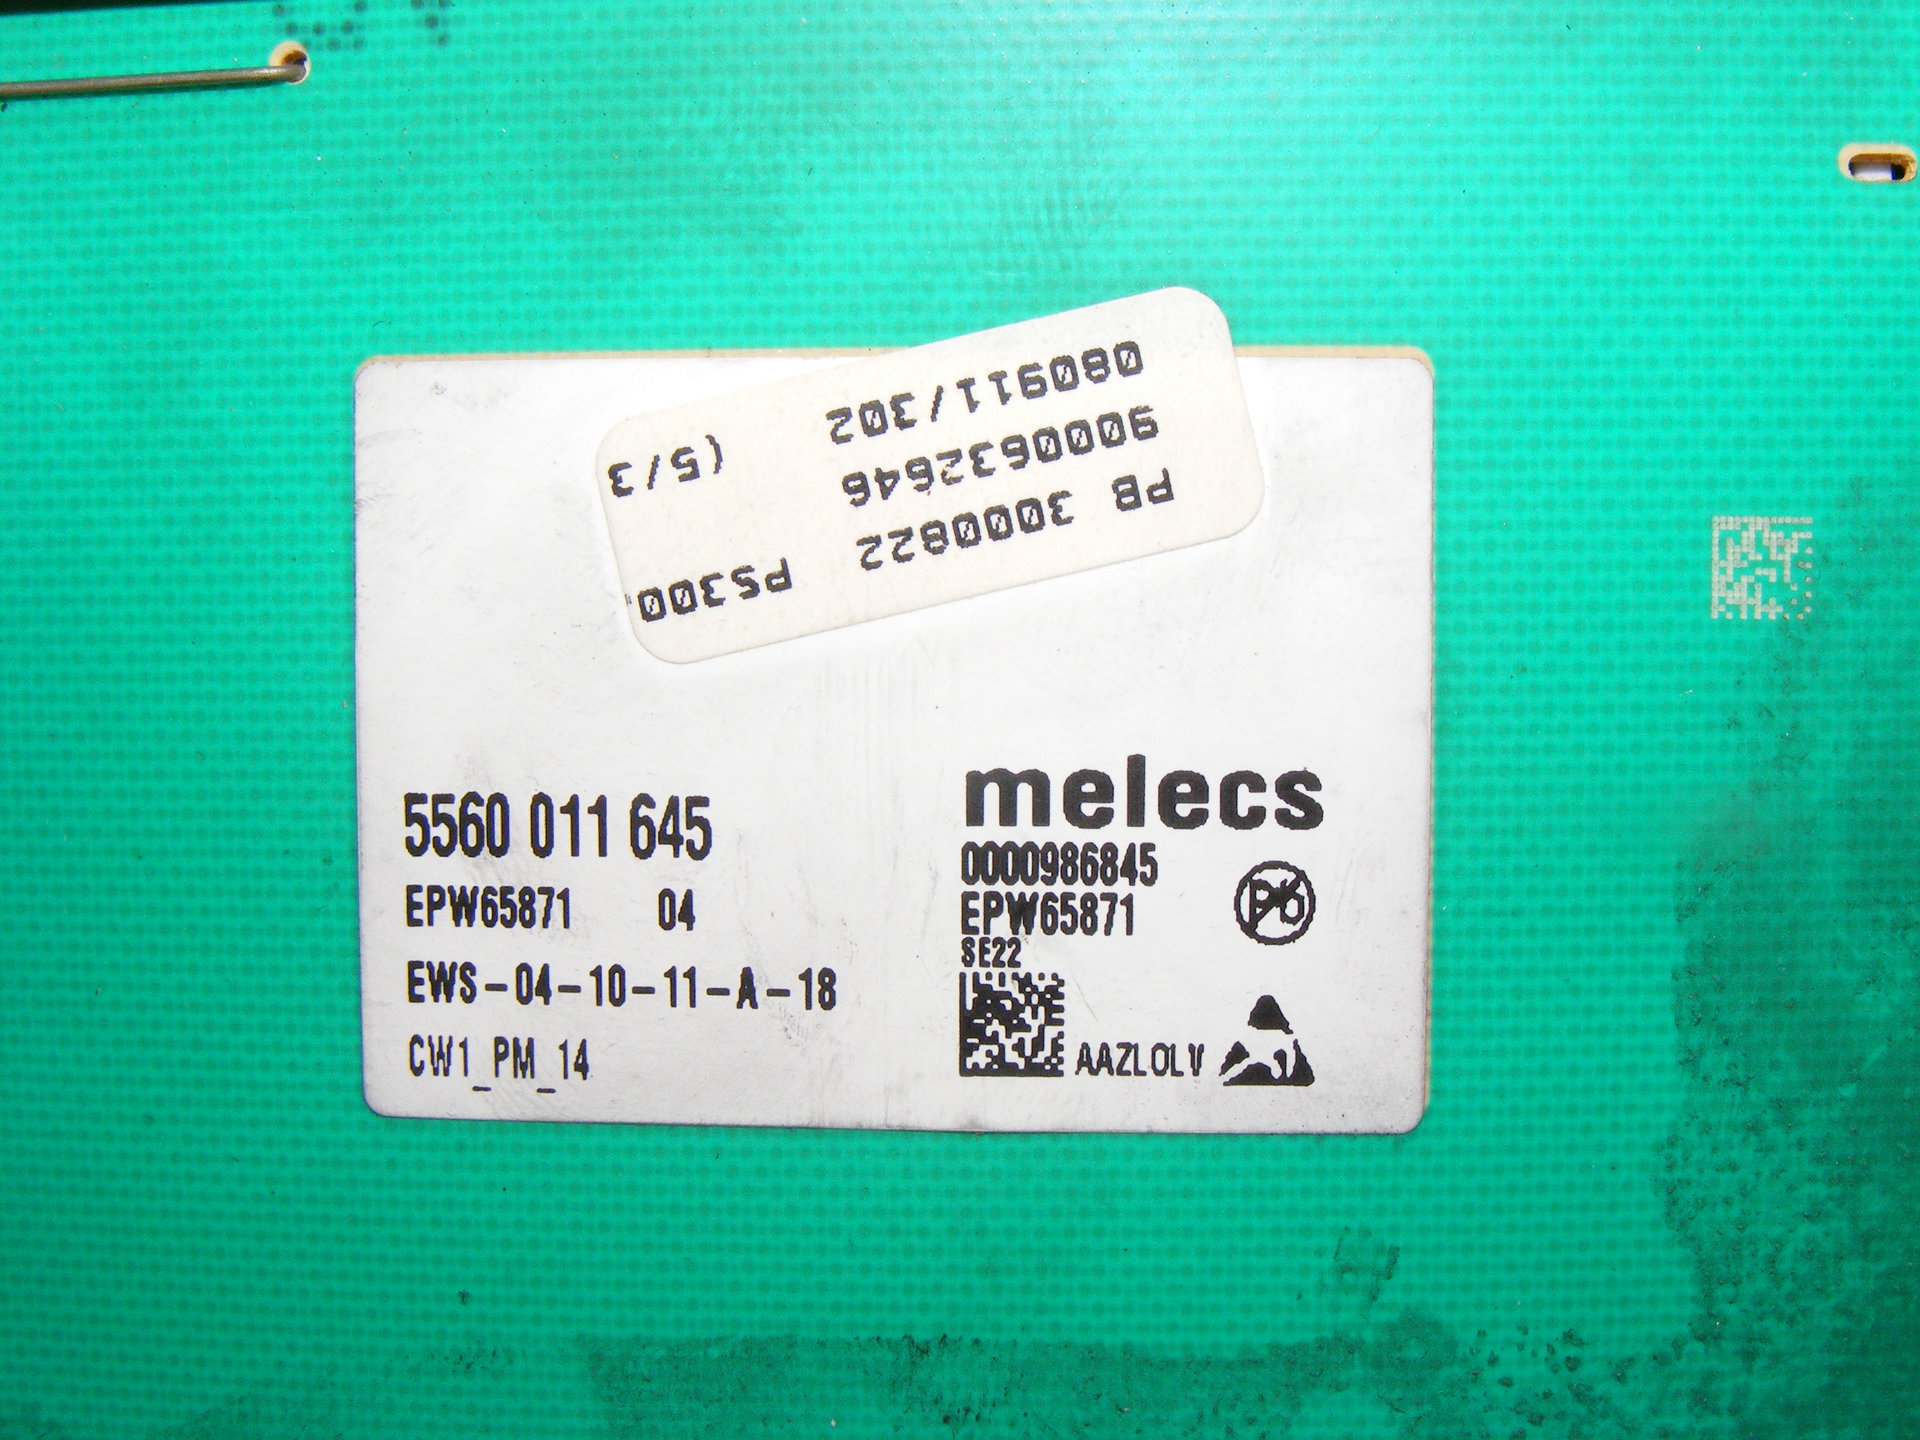 PB 3000822 PS300
9000632646
080911/302 (5/3
5560 011 645
EPW65871 04
EWS-04-10-11-A-18
CW1_PM_14
melecs
0000986845
EPW65871
Pb
SE22
AAZLOLV